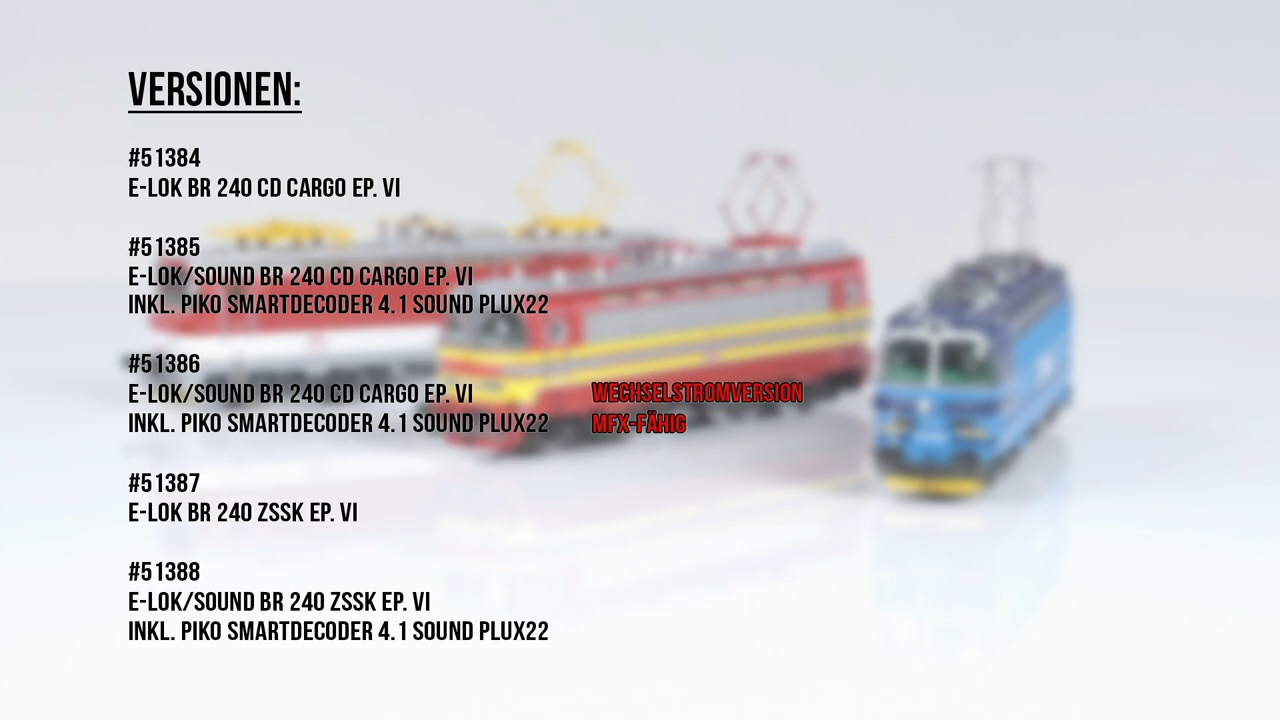 VERSIONEN:
#51384
E-LOK BR 240 CD CARGO EP. VI
#51385
E-LOK/SOUND BR 240 CD CARGO EP. VI
INKL. PIKO SMARTDECODER 4.1 SOUND PLUX22
#51386
E-LOK/SOUND BR 240 CD CARGO EP. VI WECHSELSTROMVERSION
INKL. PIKO SMARTDECODER 4.1 SOUND PLUX22 MFX-FÄHIG
#51387
E-LOK BR 240 ZSSK EP. VI
#51388
E-LOK/SOUND BR 240 ZSSK EP. VI
INKL. PIKO SMARTDECODER 4.1 SOUND PLUX22